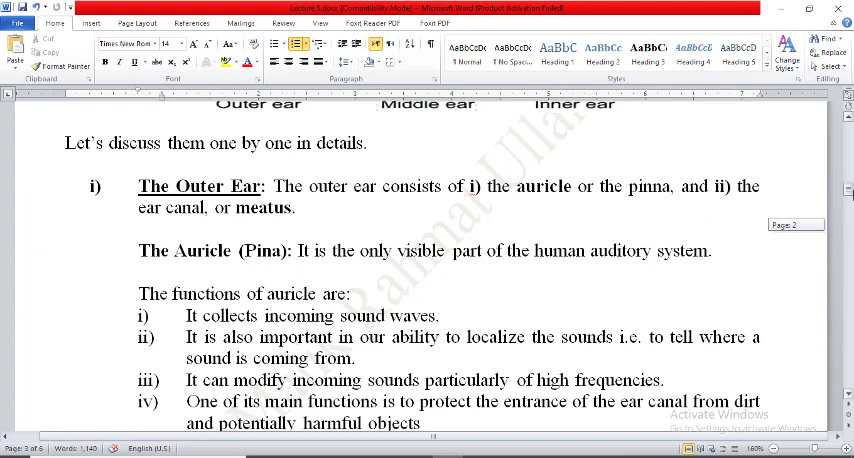 Lecture 5.docx [Compatibility Mode] - Microsoft Word (Product Activation Failed)
File Home Insert Page Layout References Mailings Review View Foxit Reader PDF Foxit PDF
Cut
Copy
Paste
Format Painter
Times New Rom 14
AaBbCcDc AaBbCcDc AaBbC AaBbCc AaBbC AaBbCcL AaBbCcD
¶ Normal ¶ No Spaci... Heading 1 Heading 2 Heading 3 Heading 4 Heading 7
Change Styles
Find
Replace
Select
Clipboard Font Paragraph Styles Editing
Outer ear Middle ear Inner ear
Let's discuss them one by one in details.
i) The Outer Ear: The outer ear consists of i) the auricle or the pinna, and ii) the
ear canal, or meatus.
Page: 2
The Auricle (Pina): It is the only visible part of the human auditory system.
The functions of auricle are:
i) It collects incoming sound waves.
ii) It is also important in our ability to localize the sounds i.e. to tell where a
sound is coming from.
iii) It can modify incoming sounds particularly of high frequencies.
iv) One of its main functions is to protect the entrance of the ear canal from dirt
and potentially harmful objects
Rahmat Ullah
Activate Windows
Go to Settings to activate Windows.
Page: 3 of 6 Words: 1,140 English (U.S.) 160%